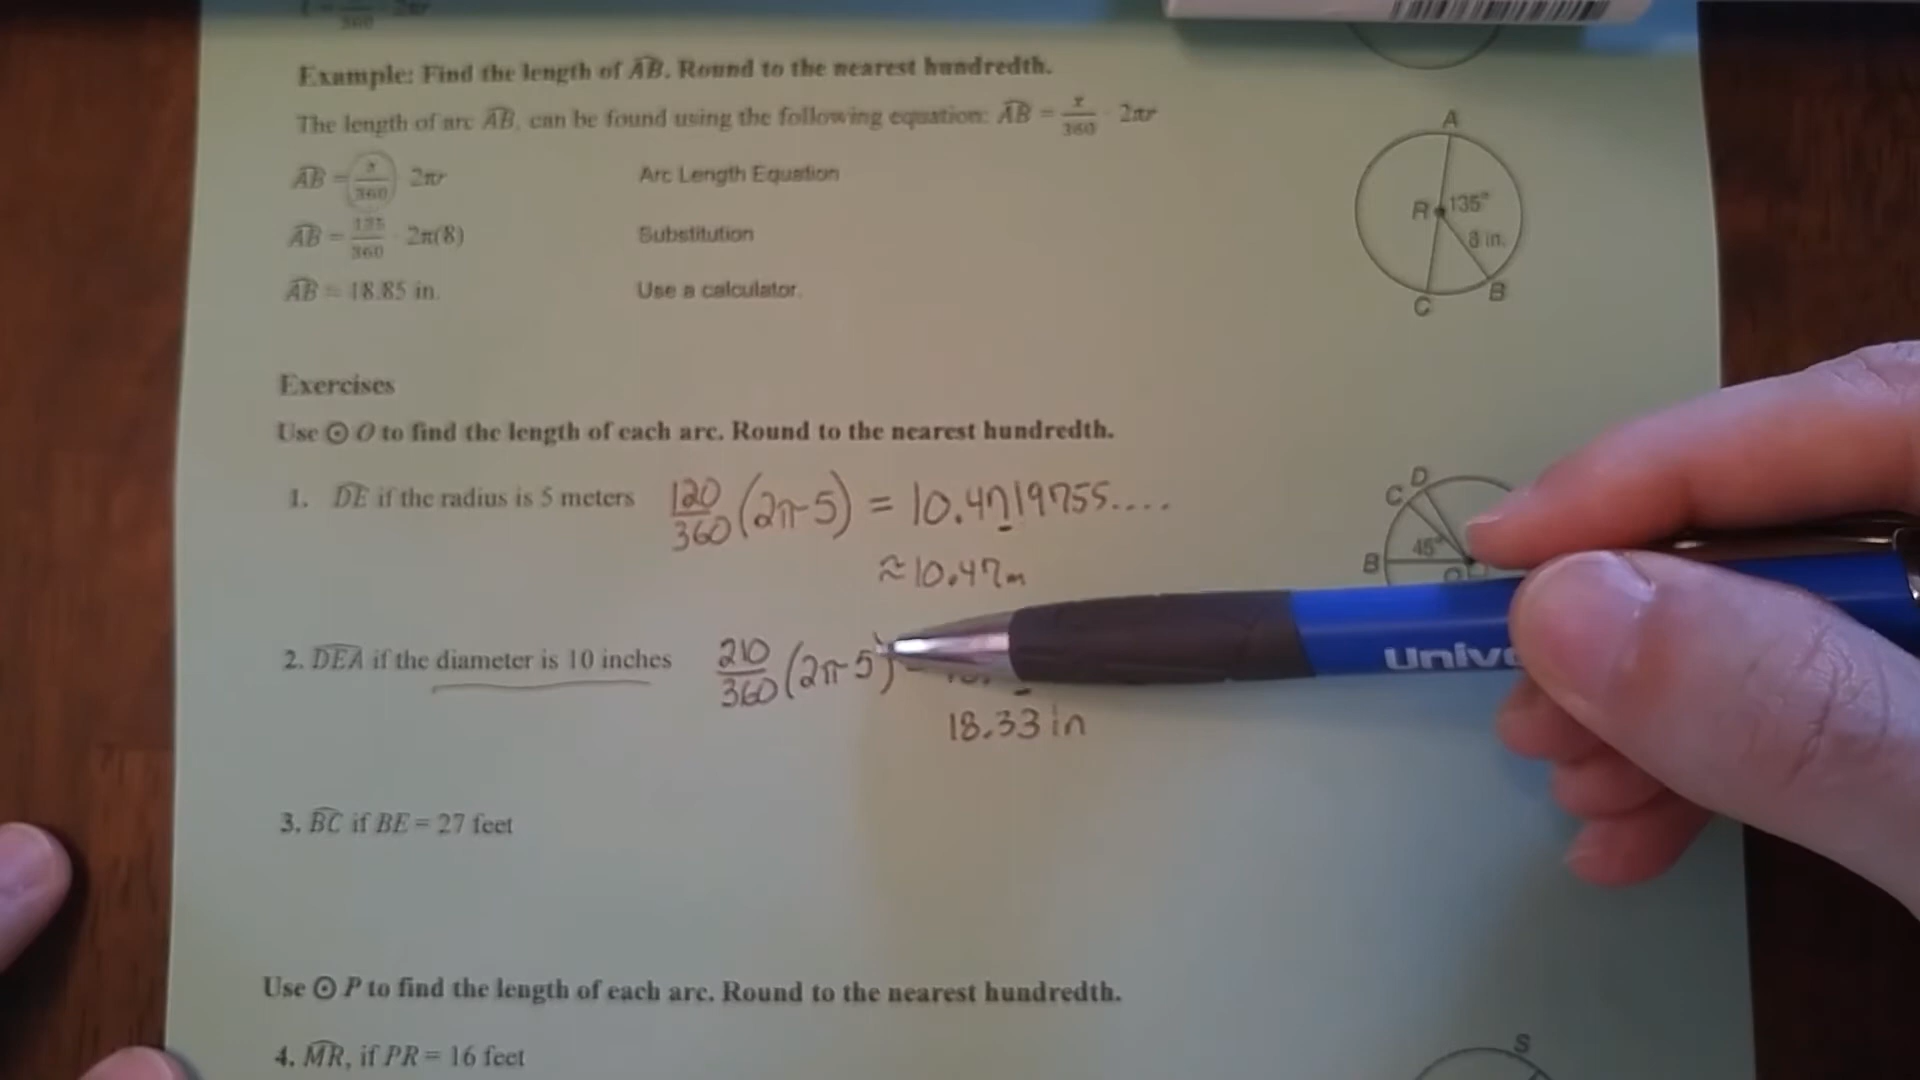 Example: Find the length of AB. Round to the nearest hundredth.
The length of arc AB, can be found using the following equation: AB = x/360 · 2πr
AB = x/360 · 2πr
Arc Length Equation
AB = 135/360 · 2π(8)
Substitution
AB ≈ 18.85 in.
Use a calculator.
A
R 135°
8 in.
C B
Exercises
Use ⊙ O to find the length of each arc. Round to the nearest hundredth.
1. DE if the radius is 5 meters 120/360 (2π·5) = 10.4719755....
≈ 10.47m
D
C
45°
B
O
2. DEA if the diameter is 10 inches 210/360 (2π·5)
18.33 in
3. BC if BE = 27 feet
Use ⊙ P to find the length of each arc. Round to the nearest hundredth.
4. MR, if PR = 16 feet
S